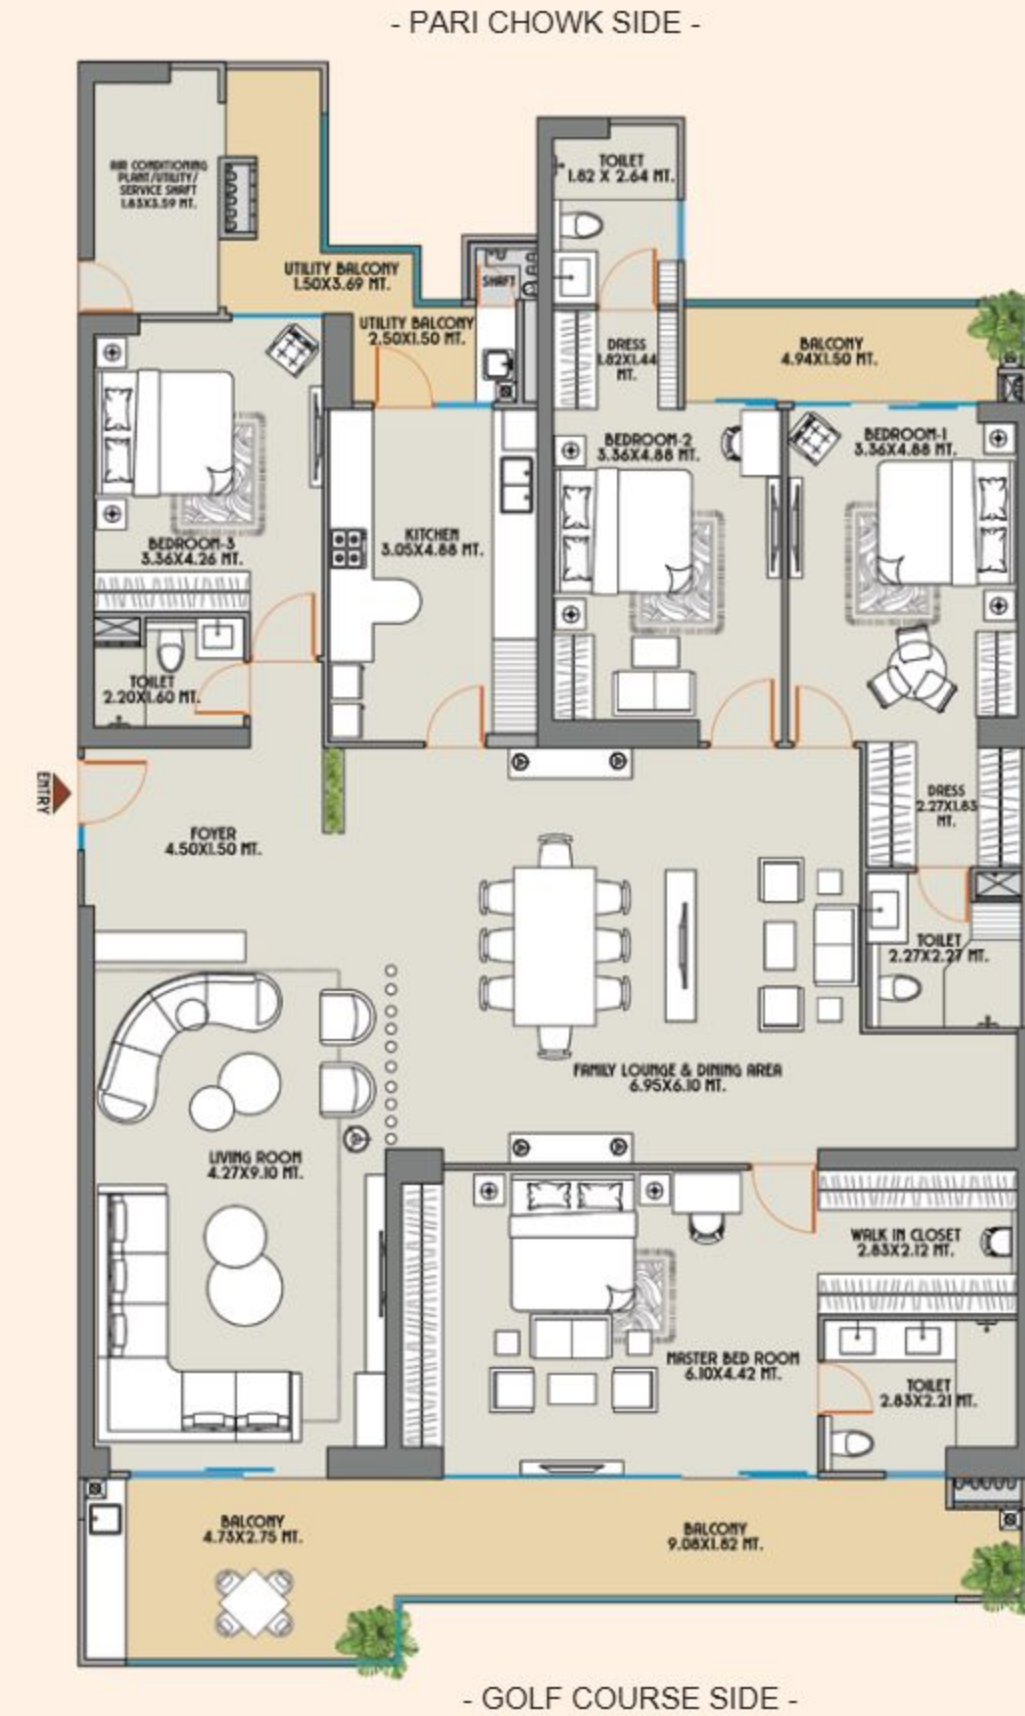 - PARI CHOWK SIDE -
AIR CONDITIONING
PLANT/UTILITY/
SERVICE SHAFT
1.83X3.59 MT.
TOILET
1.82 X 2.64 MT.
UTILITY BALCONY
1.50X3.69 MT.
SHAFT
UTILITY BALCONY
2.50X1.50 MT.
DRESS
1.82X1.44
MT.
BALCONY
4.94X1.50 MT.
BEDROOM-2
3.36X4.88 MT.
BEDROOM-1
3.36X4.88 MT.
BEDROOM-3
3.36X4.26 MT.
KITCHEN
3.05X4.88 MT.
TOILET
2.20X1.60 MT.
ENTRY
FOYER
4.50X1.50 MT.
DRESS
2.27X1.83
MT.
TOILET
2.27X2.27 MT.
FAMILY LOUNGE & DINING AREA
6.95X6.10 MT.
LIVING ROOM
4.27X9.10 MT.
WALK IN CLOSET
2.83X2.12 MT.
MASTER BED ROOM
6.10X4.42 MT.
TOILET
2.83X2.21 MT.
BALCONY
4.73X2.75 MT.
BALCONY
9.08X1.82 MT.
- GOLF COURSE SIDE -